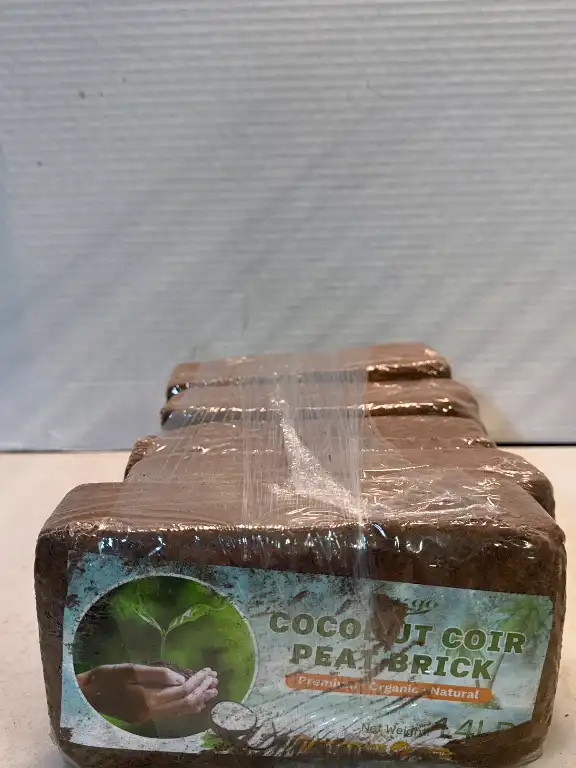 COCONUT COIR
PEAT BRICK
Premium • Organic • Natural
Net Weight: